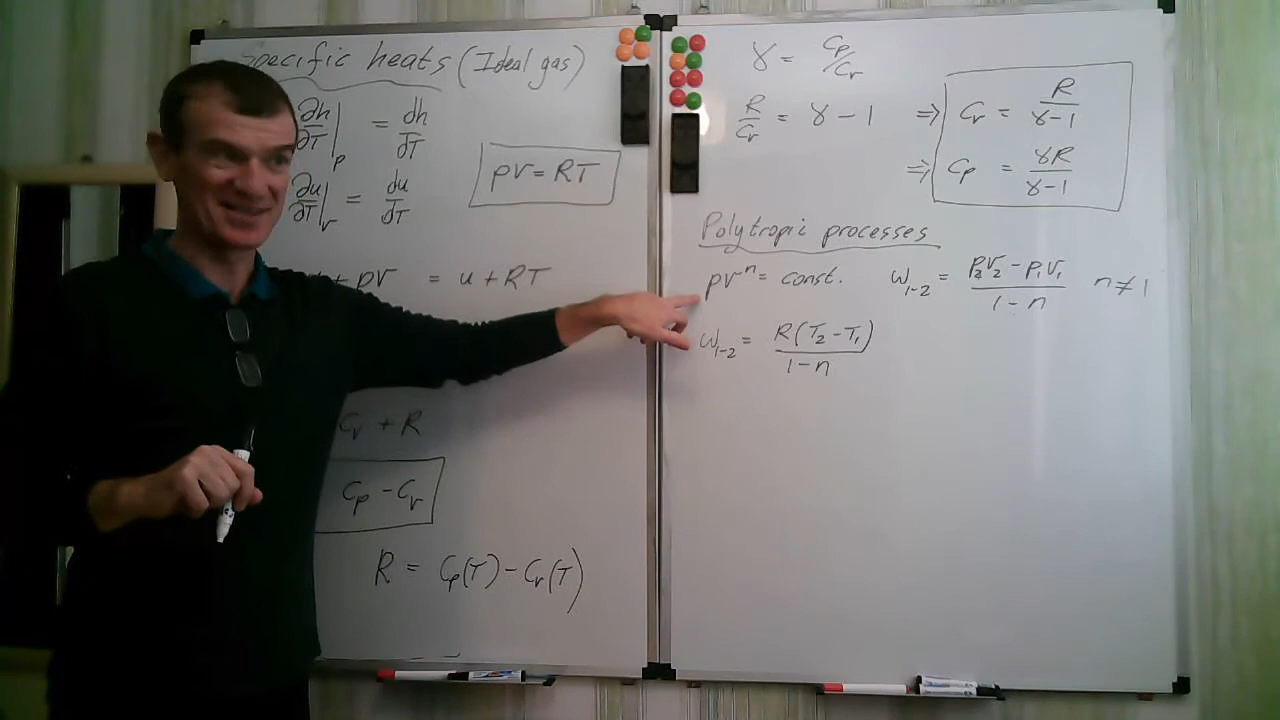 Specific heats (Ideal gas)
∂h/∂T|p = dh/dT
pv = RT
∂u/∂T|v = du/dT
+ pv = u + RT
Cv + R
Cp - Cv
R = Cp(T) - Cv(T)
γ = Cp/Cv
R/Cv = γ - 1 ⇒ Cv = R/γ-1
⇒ Cp = γR/γ-1
Polytropic processes
pv^n = const. w1-2 = p2v2 - p1v1/1-n n≠1
w1-2 = R(T2 - T1)/1-n